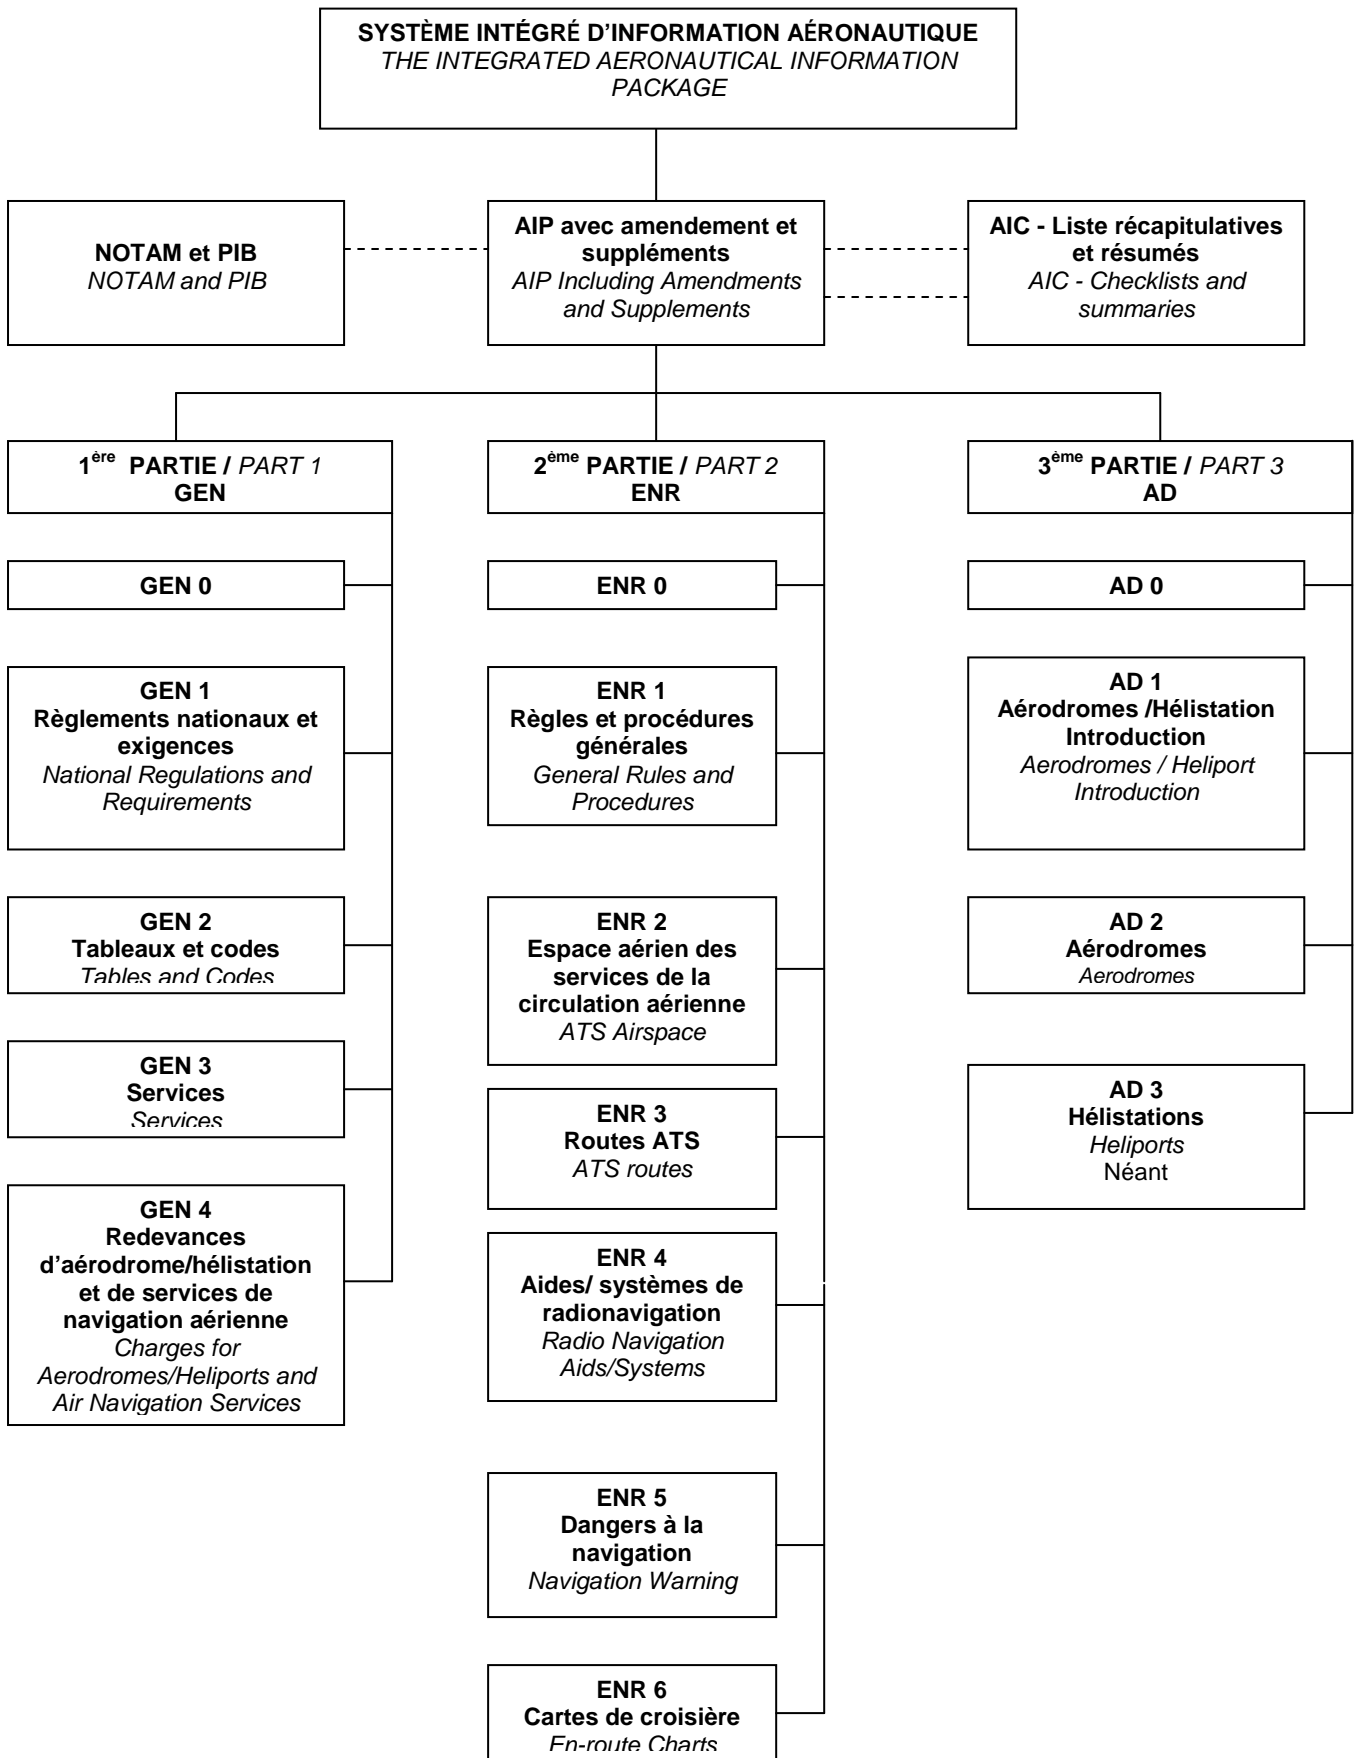 SYSTÈME INTÉGRÉ D'INFORMATION AÉRONAUTIQUE
THE INTEGRATED AERONAUTICAL INFORMATION
PACKAGE
NOTAM et PIB
NOTAM and PIB
AIP avec amendement et
suppléments
AIP Including Amendments
and Supplements
AIC - Liste récapitulatives
et résumés
AIC - Checklists and
summaries
1ère PARTIE / PART 1
GEN
2ème PARTIE / PART 2
ENR
3ème PARTIE / PART 3
AD
GEN 0
GEN 1
Règlements nationaux et
exigences
National Regulations and
Requirements
GEN 2
Tableaux et codes
Tables and Codes
GEN 3
Services
Services
GEN 4
Redevances
d'aérodrome/hélistation
et de services de
navigation aérienne
Charges for
Aerodromes/Heliports and
Air Navigation Services
ENR 0
ENR 1
Règles et procédures
générales
General Rules and
Procedures
ENR 2
Espace aérien des
services de la
circulation aérienne
ATS Airspace
ENR 3
Routes ATS
ATS routes
ENR 4
Aides/ systèmes de
radionavigation
Radio Navigation
Aids/Systems
ENR 5
Dangers à la
navigation
Navigation Warning
ENR 6
Cartes de croisière
En-route Charts
AD 0
AD 1
Aérodromes /Hélistation
Introduction
Aerodromes / Heliport
Introduction
AD 2
Aérodromes
Aerodromes
AD 3
Hélistations
Heliports
Néant